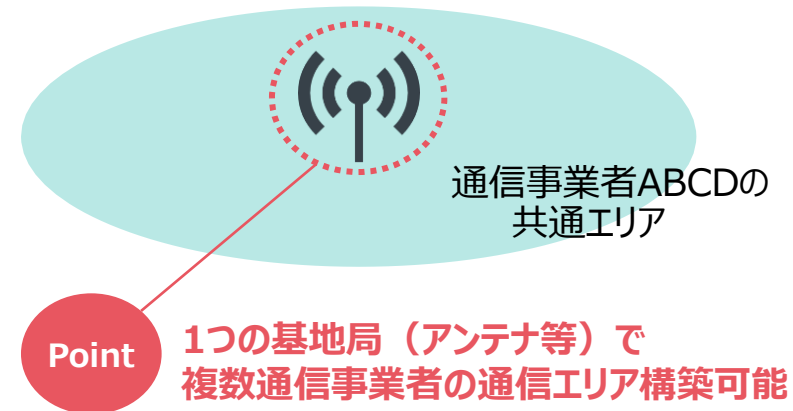 通信事業者ABCDの
共通エリア
Point
1つの基地局（アンテナ等）で
複数通信事業者の通信エリア構築可能